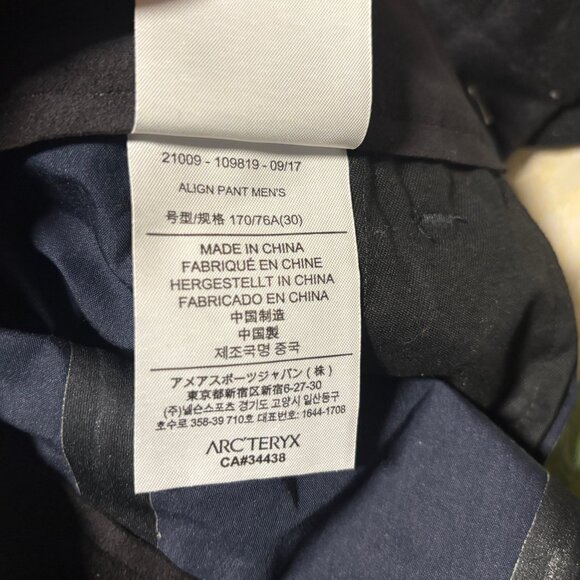 21009 - 109819 - 09/17
ALIGN PANT MEN'S
号型/规格 170/76A(30)
MADE IN CHINA
FABRIQUÉ EN CHINE
HERGESTELLT IN CHINA
FABRICADO EN CHINA
中国制造
中国製
제조국명 중국
アメアスポーツジャパン (株)
東京都新宿区新宿6-27-30
(주)넬슨스포츠 경기도 고양시 일산동구
호수로 358-39 710호 대표번호: 1644-1708
ARC'TERYX
CA#34438